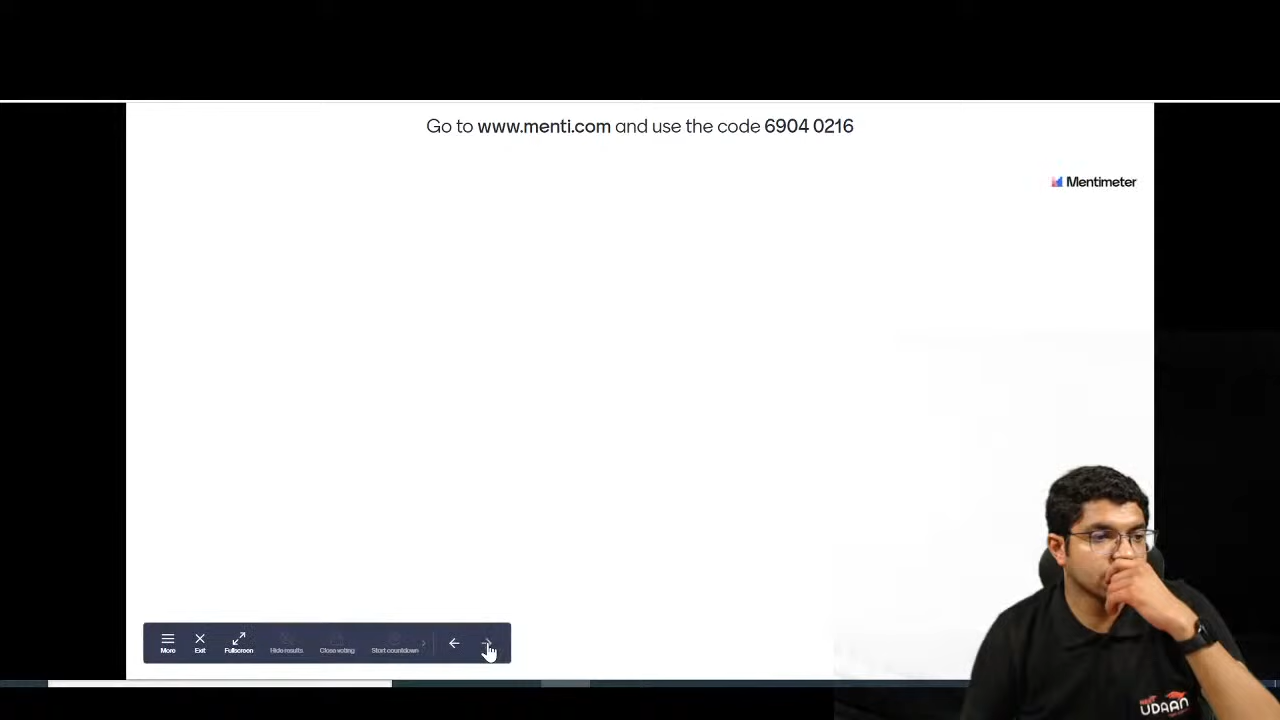 Go to www.menti.com and use the code 6904 0216
Mentimeter
More
Exit
Fullscreen
Hide results
Close voting
Start countdown
UDAAN